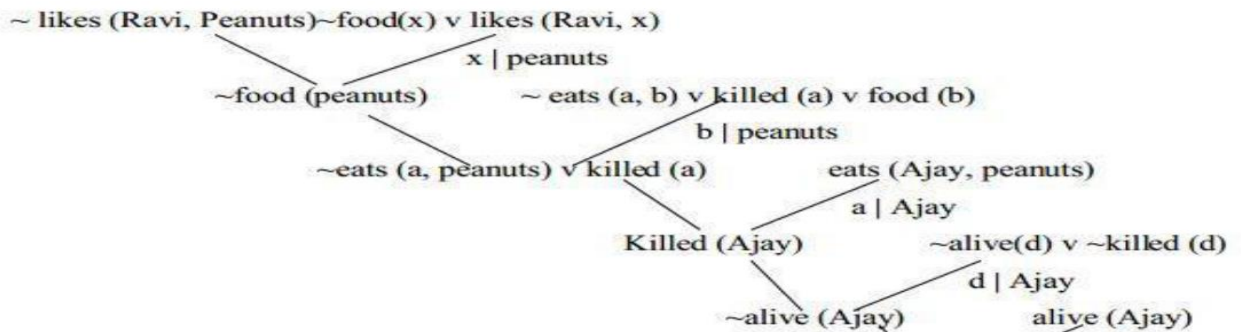 ~ likes (Ravi, Peanuts)~food(x) v likes (Ravi, x)
x | peanuts
~food (peanuts) ~ eats (a, b) v killed (a) v food (b)
b | peanuts
~eats (a, peanuts) v killed (a) eats (Ajay, peanuts)
a | Ajay
Killed (Ajay) ~alive(d) v ~killed (d)
d | Ajay
~alive (Ajay) alive (Ajay)